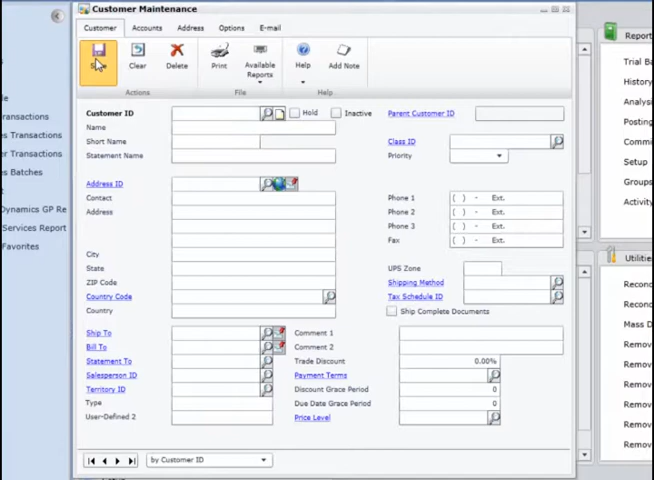 Customer Maintenance
Customer Accounts Address Options E-mail
Clear Delete Print Available Reports Help Add Note
Actions File Help
Customer ID Hold Inactive Parent Customer ID
Name
Short Name Class ID
Statement Name Priority
Address ID
Contact Phone 1 ( ) - Ext.
Address Phone 2 ( ) - Ext.
Phone 3 ( ) - Ext.
Fax ( ) - Ext.
City
State UPS Zone
ZIP Code Shipping Method
Country Code Tax Schedule ID
Country Ship Complete Documents
Ship To Comment 1
Bill To Comment 2
Statement To Trade Discount 0.00%
Salesperson ID Payment Terms
Territory ID Discount Grace Period 0
Type Due Date Grace Period 0
User-Defined 2 Price Level
by Customer ID
Transactions
s Transactions
er Transactions
s Batches
Dynamics GP Re
Services Report
Favorites
Report
Trial Ba
History
Analys
Posting
Commi
Setup
Groups
Activity
Utilitie
Reconc
Reconc
Mass D
Remov
Remov
Remov
Remov
Remov
Remov